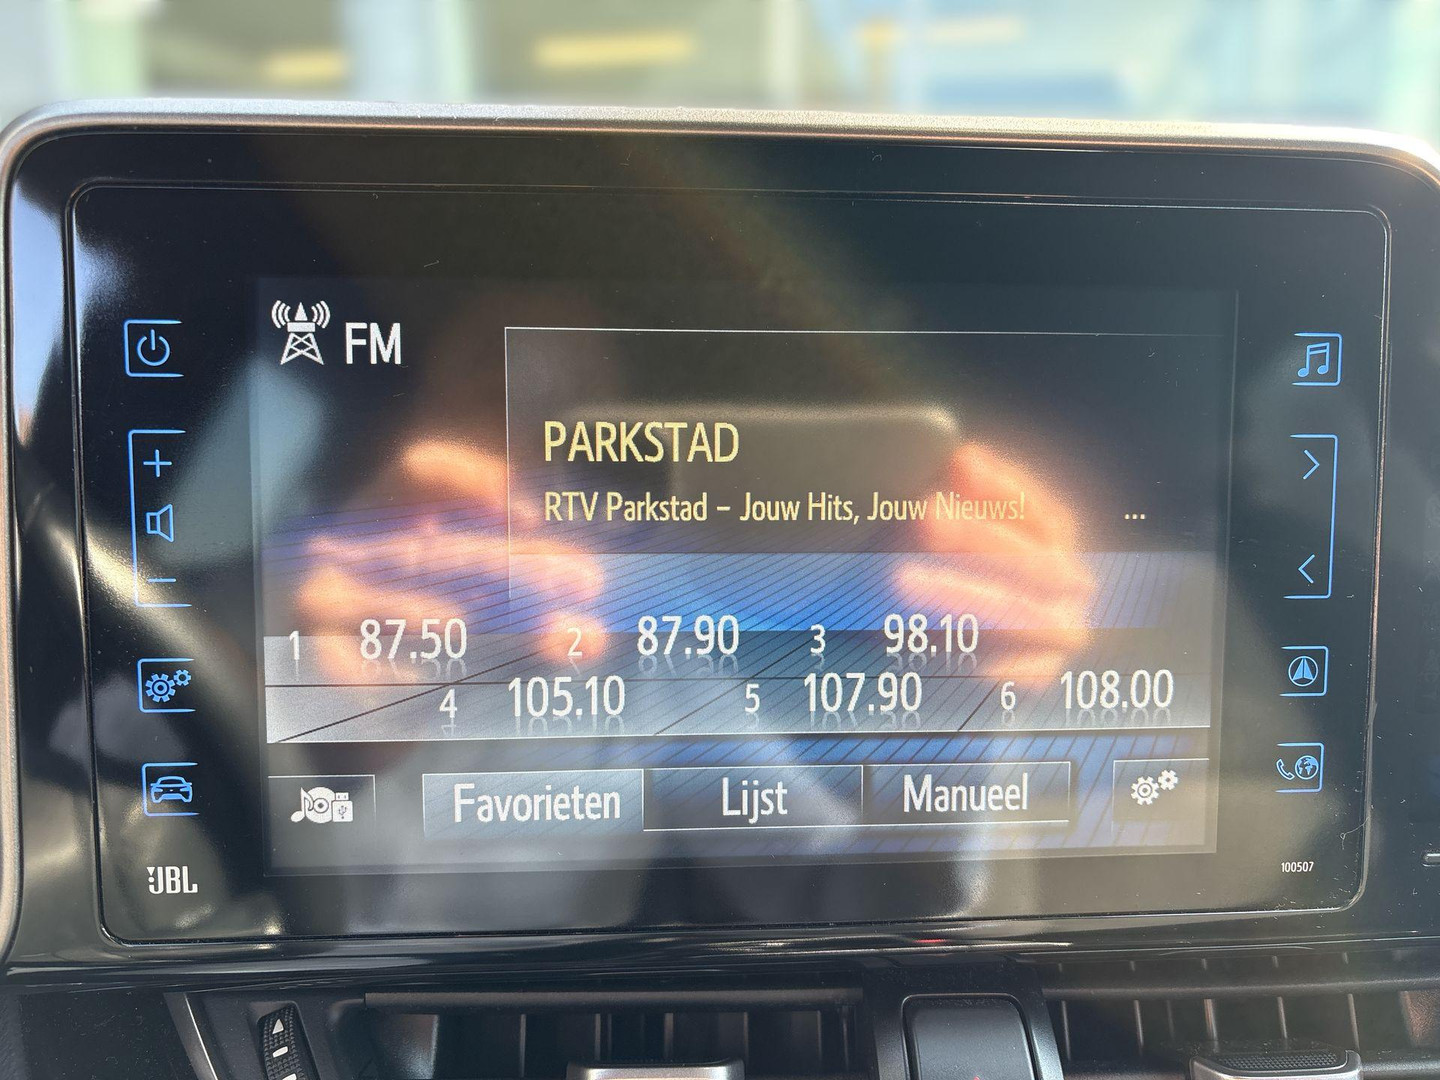 FM
PARKSTAD
RTV Parkstad – Jouw Hits, Jouw Nieuws! ...
1 87.50 2 87.90 3 98.10
4 105.10 5 107.90 6 108.00
Favorieten Lijst Manueel
JBL
100507